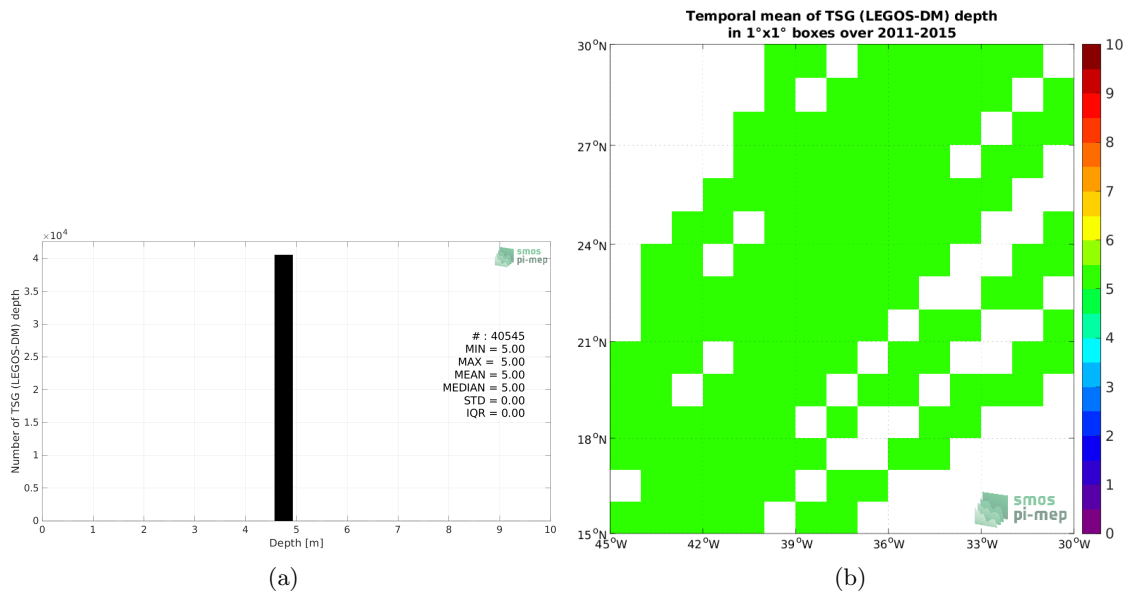 ×10⁴
4
3.5
3
2.5
2
1.5
1
0.5
0
Number of TSG (LEGOS-DM) depth
smos
pi-mep
# : 40545
MIN = 5.00
MAX = 5.00
MEAN = 5.00
MEDIAN = 5.00
STD = 0.00
IQR = 0.00
0 1 2 3 4 5 6 7 8 9 10
Depth [m]
(a)
Temporal mean of TSG (LEGOS-DM) depth
in 1°x1° boxes over 2011-2015
30°N
27°N
24°N
21°N
18°N
15°N
45°W 42°W 39°W 36°W 33°W 30°W
smos
pi-mep
10
9
8
7
6
5
4
3
2
1
0
(b)